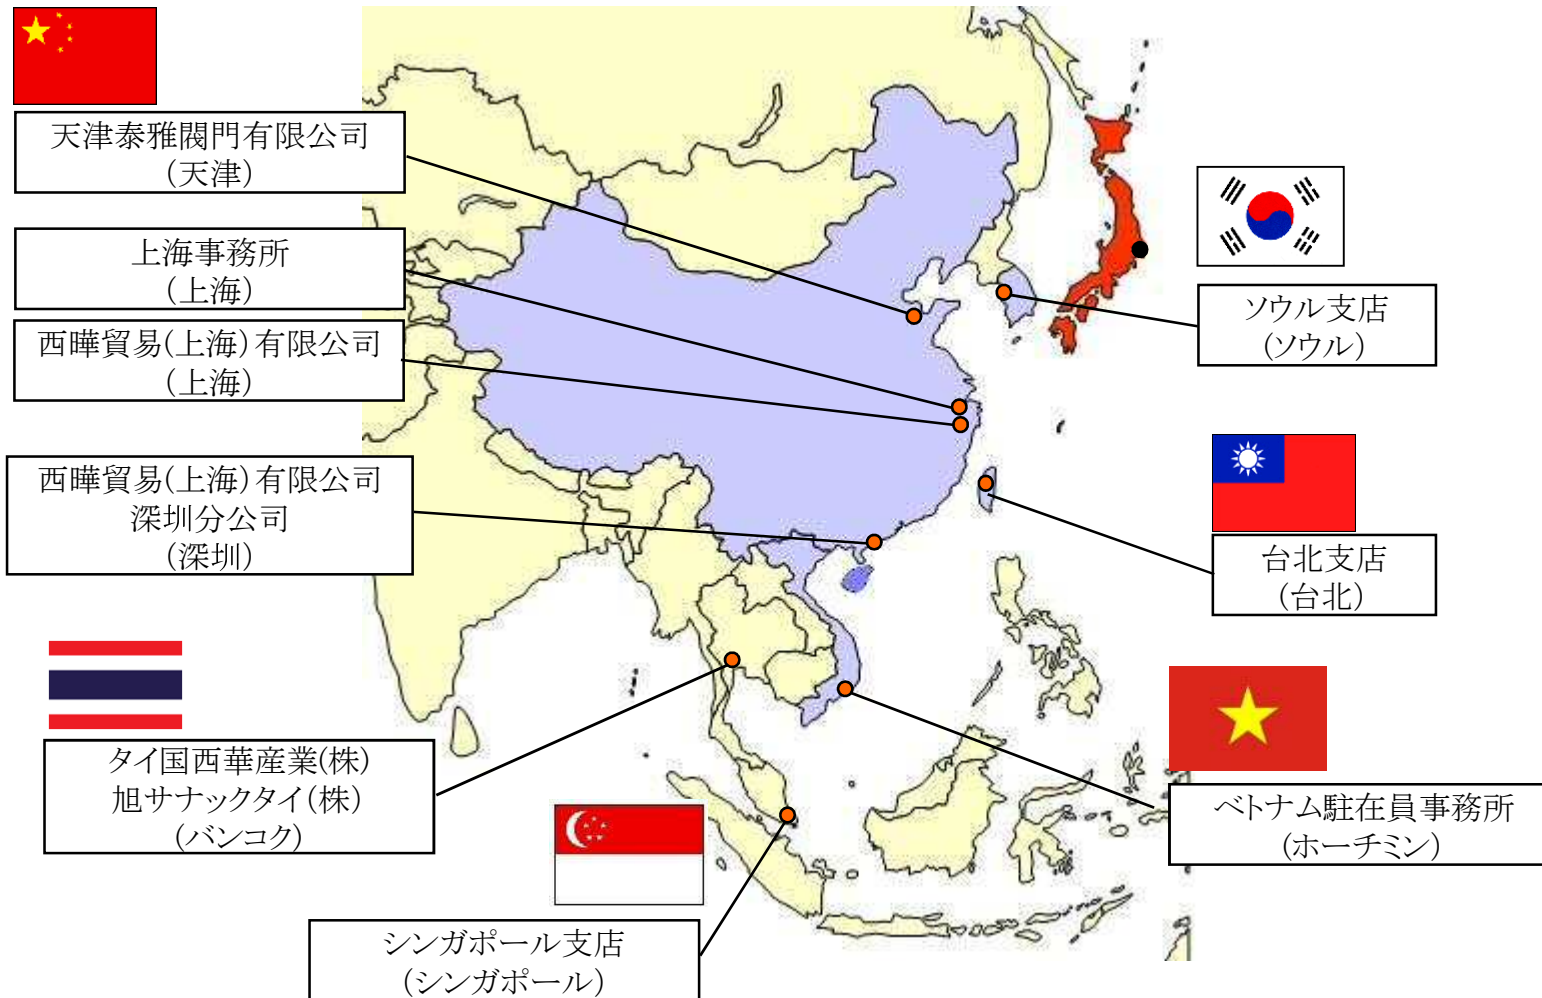 天津泰雅閥門有限公司
(天津)
上海事務所
(上海)
西曄貿易(上海)有限公司
(上海)
西曄貿易(上海)有限公司
深圳分公司
(深圳)
タイ国西華産業(株)
旭サナックタイ(株)
(バンコク)
シンガポール支店
(シンガポール)
ソウル支店
(ソウル)
台北支店
(台北)
ベトナム駐在員事務所
(ホーチミン)